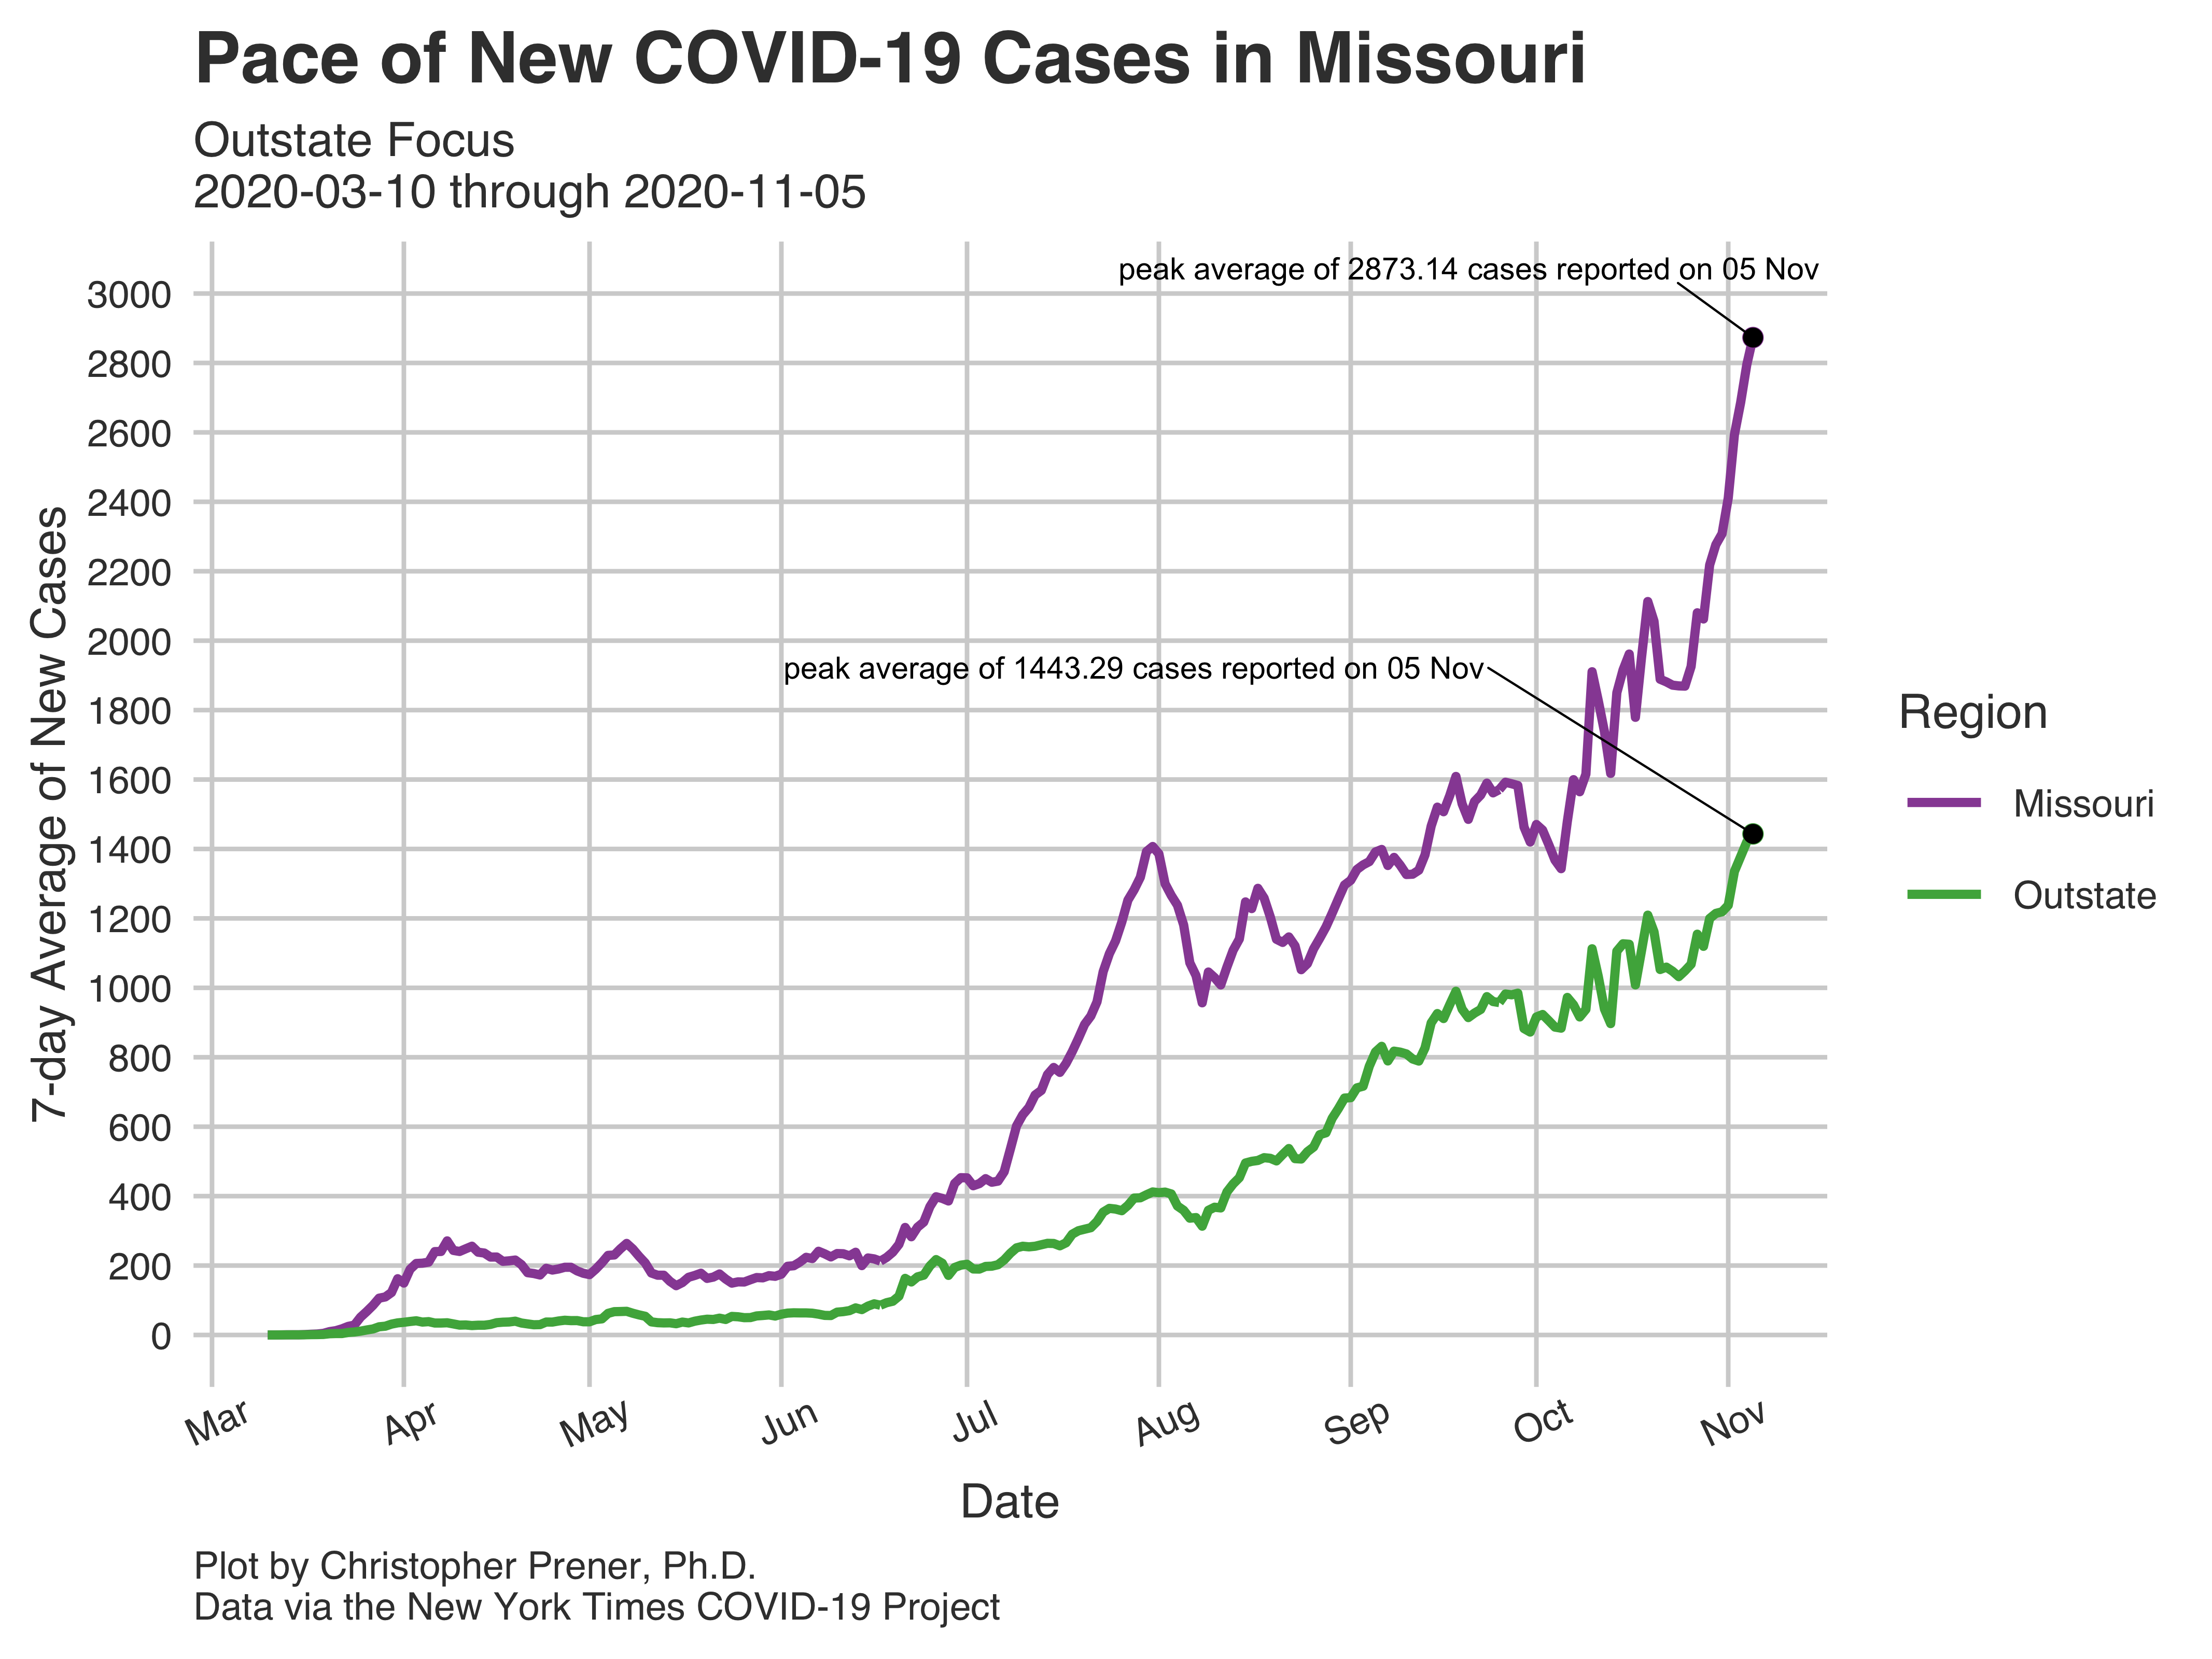 Pace of New COVID-19 Cases in Missouri
Outstate Focus
2020-03-10 through 2020-11-05
peak average of 2873.14 cases reported on 05 Nov
peak average of 1443.29 cases reported on 05 Nov
7-day Average of New Cases
3000
2800
2600
2400
2200
2000
1800
1600
1400
1200
1000
800
600
400
200
0
Mar
Apr
May
Jun
Jul
Aug
Sep
Oct
Nov
Date
Region
Missouri
Outstate
Plot by Christopher Prener, Ph.D.
Data via the New York Times COVID-19 Project